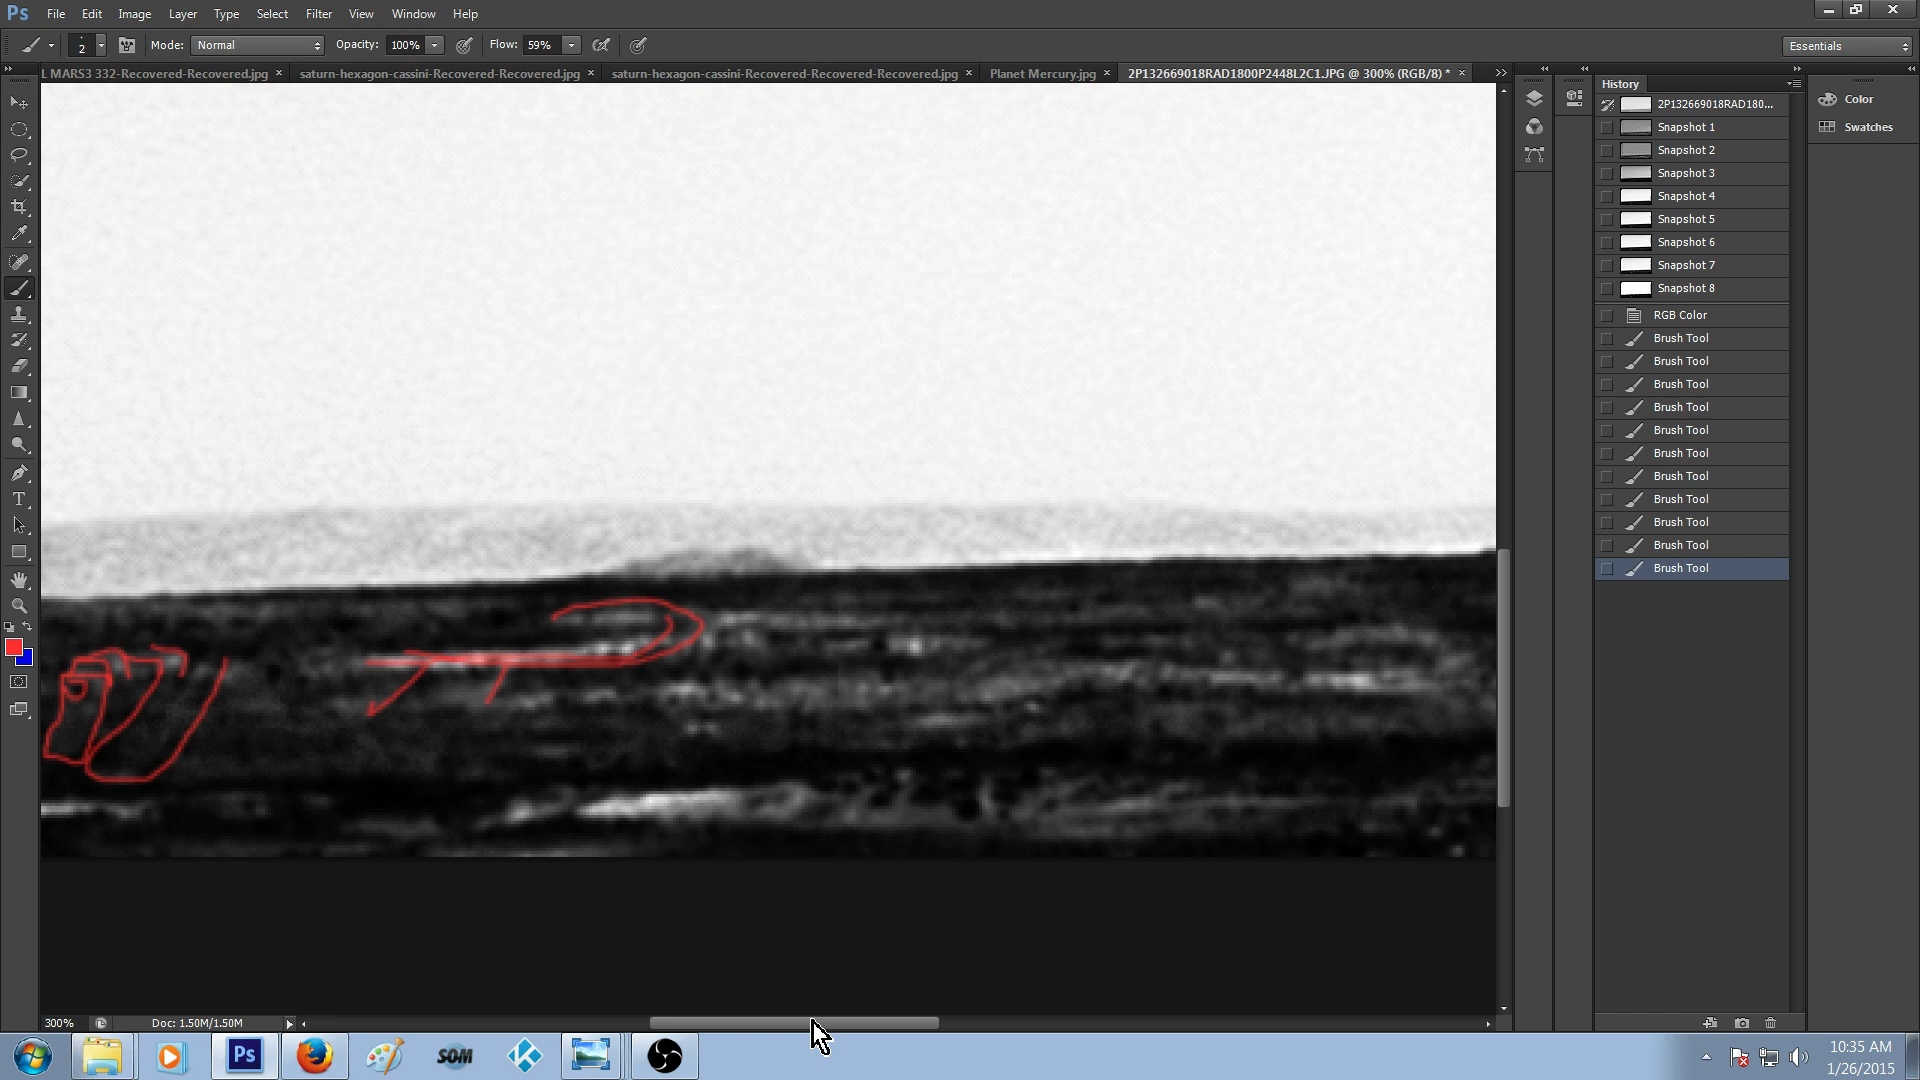 Ps File Edit Image Layer Type Select Filter View Window Help
2 Mode: Normal Opacity: 100% Flow: 59% Essentials
L MARS3 332-Recovered-Recovered.jpg × saturn-hexagon-cassini-Recovered-Recovered.jpg × saturn-hexagon-cassini-Recovered-Recovered-Recovered.jpg × Planet Mercury.jpg × 2P132669018RAD1800P2448L2C1.JPG @ 300% (RGB/8) * ×
History
2P132669018RAD180...
Snapshot 1
Snapshot 2
Snapshot 3
Snapshot 4
Snapshot 5
Snapshot 6
Snapshot 7
Snapshot 8
RGB Color
Brush Tool
Brush Tool
Brush Tool
Brush Tool
Brush Tool
Brush Tool
Brush Tool
Brush Tool
Brush Tool
Brush Tool
Brush Tool
Color
Swatches
T
300% Doc: 1.50M/1.50M
Ps SOM
10:35 AM
1/26/2015